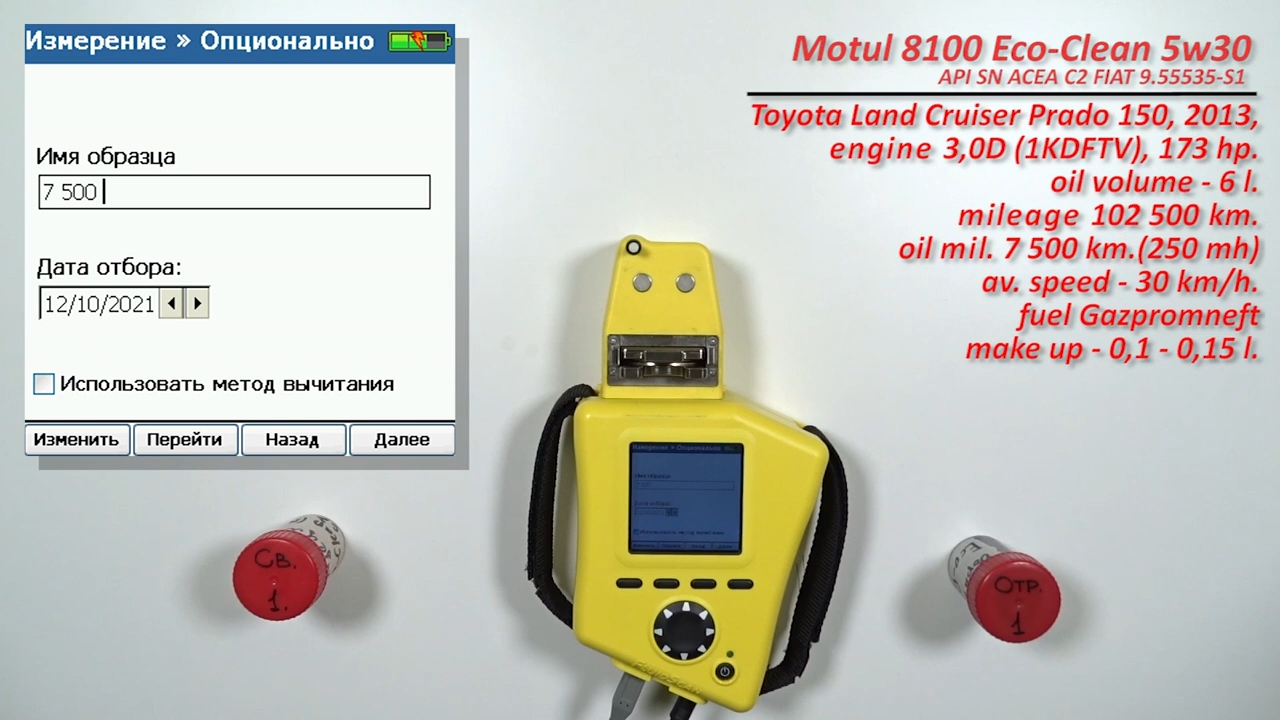 Измерение » Опционально
Имя образца
7 500
Дата отбора:
12/10/2021
Использовать метод вычитания
Изменить
Перейти
Назад
Далее
Motul 8100 Eco-Clean 5w30
API SN ACEA C2 FIAT 9.55535-S1
Toyota Land Cruiser Prado 150, 2013,
engine 3,0D (1KDFTV), 173 hp.
oil volume - 6 l.
mileage 102 500 km.
oil mil. 7 500 km.(250 mh)
av. speed - 30 km/h.
fuel Gazpromneft
make up - 0,1 - 0,15 l.
Измерение » Опционально
СВ.
1.
ОТР.
1
FluidScan